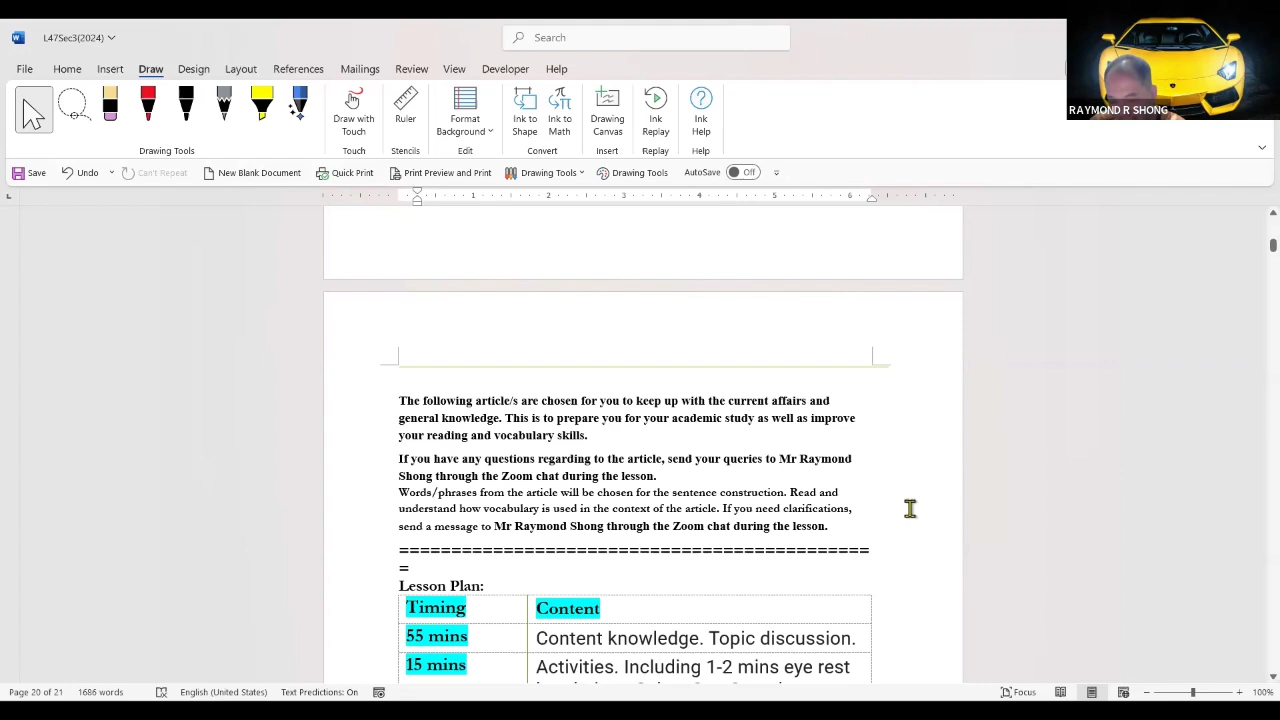 L47Sec3(2024)
Search
RAYMOND R SHONG
File Home Insert Draw Design Layout References Mailings Review View Developer Help
Draw with Touch
Ruler
Format Background
Ink to Shape
Ink to Math
Drawing Canvas
Ink Replay
Ink Help
Drawing Tools Touch Stencils Edit Convert Insert Replay Help
Save Undo Can't Repeat New Blank Document Quick Print Print Preview and Print Drawing Tools Drawing Tools AutoSave Off
1 2 3 4 5 6
The following article/s are chosen for you to keep up with the current affairs and
general knowledge. This is to prepare you for your academic study as well as improve
your reading and vocabulary skills.
If you have any questions regarding to the article, send your queries to Mr Raymond
Shong through the Zoom chat during the lesson.
Words/phrases from the article will be chosen for the sentence construction. Read and
understand how vocabulary is used in the context of the article. If you need clarifications,
send a message to Mr Raymond Shong through the Zoom chat during the lesson.
=============================================
=
Lesson Plan:
Timing Content
55 mins Content knowledge. Topic discussion.
15 mins Activities. Including 1-2 mins eye rest
Page 20 of 21 1686 words English (United States) Text Predictions: On Focus 100%